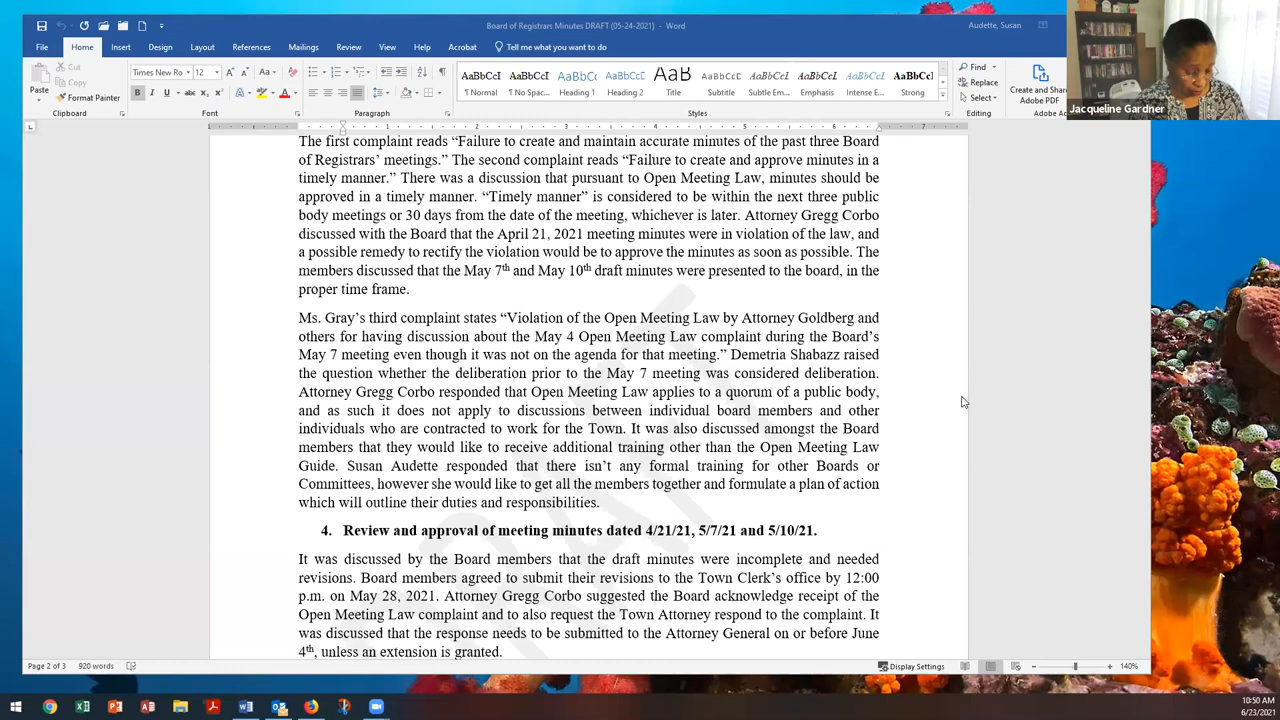 Board of Registrars Minutes DRAFT (05-24-2021) - Word
Audette, Susan
File Home Insert Design Layout References Mailings Review View Help Acrobat Tell me what you want to do
Paste
Cut
Copy
Format Painter
Clipboard
Times New Ro 12
B I U abc
Font
Paragraph
AaBbCcI AaBbCcI AaBbCc AaBbCcI AaB AaBbCcD AaBbCcDi AaBbCcDi AaBbCcDi AaBbCc
¶ Normal ¶ No Spac... Heading 1 Heading 2 Title Subtitle Subtle Em... Emphasis Intense E... Strong
Styles
Find
Replace
Select
Editing
Create and Share
Adobe PDF
Adobe Ac
Jacqueline Gardner
1 1 2 3 4 5 6 7
The first complaint reads “Failure to create and maintain accurate minutes of the past three Board
of Registrars’ meetings.” The second complaint reads “Failure to create and approve minutes in a
timely manner.” There was a discussion that pursuant to Open Meeting Law, minutes should be
approved in a timely manner. “Timely manner” is considered to be within the next three public
body meetings or 30 days from the date of the meeting, whichever is later. Attorney Gregg Corbo
discussed with the Board that the April 21, 2021 meeting minutes were in violation of the law, and
a possible remedy to rectify the violation would be to approve the minutes as soon as possible. The
members discussed that the May 7th and May 10th draft minutes were presented to the board, in the
proper time frame.
Ms. Gray’s third complaint states “Violation of the Open Meeting Law by Attorney Goldberg and
others for having discussion about the May 4 Open Meeting Law complaint during the Board’s
May 7 meeting even though it was not on the agenda for that meeting.” Demetria Shabazz raised
the question whether the deliberation prior to the May 7 meeting was considered deliberation.
Attorney Gregg Corbo responded that Open Meeting Law applies to a quorum of a public body,
and as such it does not apply to discussions between individual board members and other
individuals who are contracted to work for the Town. It was also discussed amongst the Board
members that they would like to receive additional training other than the Open Meeting Law
Guide. Susan Audette responded that there isn’t any formal training for other Boards or
Committees, however she would like to get all the members together and formulate a plan of action
which will outline their duties and responsibilities.
4. Review and approval of meeting minutes dated 4/21/21, 5/7/21 and 5/10/21.
It was discussed by the Board members that the draft minutes were incomplete and needed
revisions. Board members agreed to submit their revisions to the Town Clerk’s office by 12:00
p.m. on May 28, 2021. Attorney Gregg Corbo suggested the Board acknowledge receipt of the
Open Meeting Law complaint and to also request the Town Attorney respond to the complaint. It
was discussed that the response needs to be submitted to the Attorney General on or before June
4th, unless an extension is granted.
DRAFT
Page 2 of 3 920 words
Display Settings
140%
10:50 AM
6/23/2021